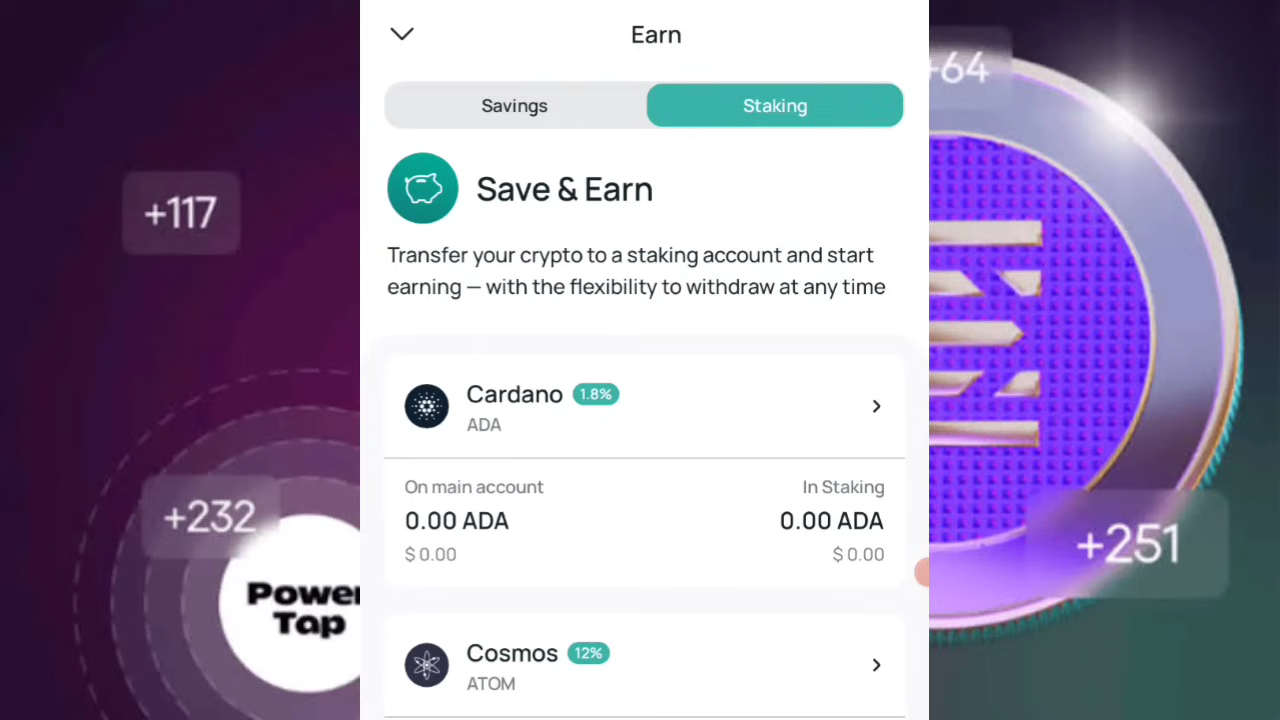 Earn
Savings
Staking
Save & Earn
Transfer your crypto to a staking account and start
earning — with the flexibility to withdraw at any time
Cardano 1.8%
ADA
On main account
In Staking
0.00 ADA
0.00 ADA
$ 0.00
$ 0.00
Cosmos 12%
ATOM
+117
+232
Power
Tap
+64
+251